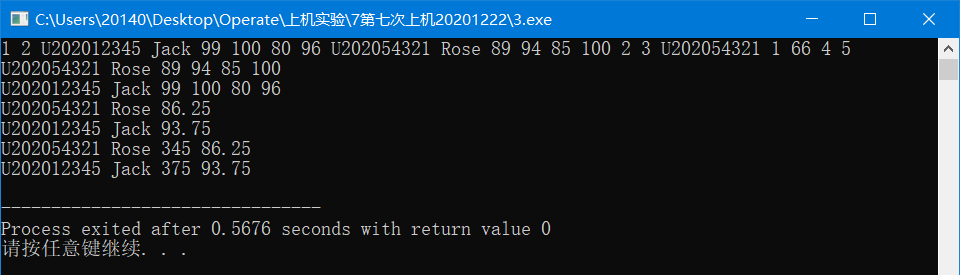 C:\Users\20140\Desktop\Operate\上机实验\7第七次上机20201222\3.exe
1 2 U202012345 Jack 99 100 80 96 U202054321 Rose 89 94 85 100 2 3 U202054321 1 66 4 5
U202054321 Rose 89 94 85 100
U202012345 Jack 99 100 80 96
U202054321 Rose 86.25
U202012345 Jack 93.75
U202054321 Rose 345 86.25
U202012345 Jack 375 93.75
--------------------------------
Process exited after 0.5676 seconds with return value 0
请按任意键继续. . .